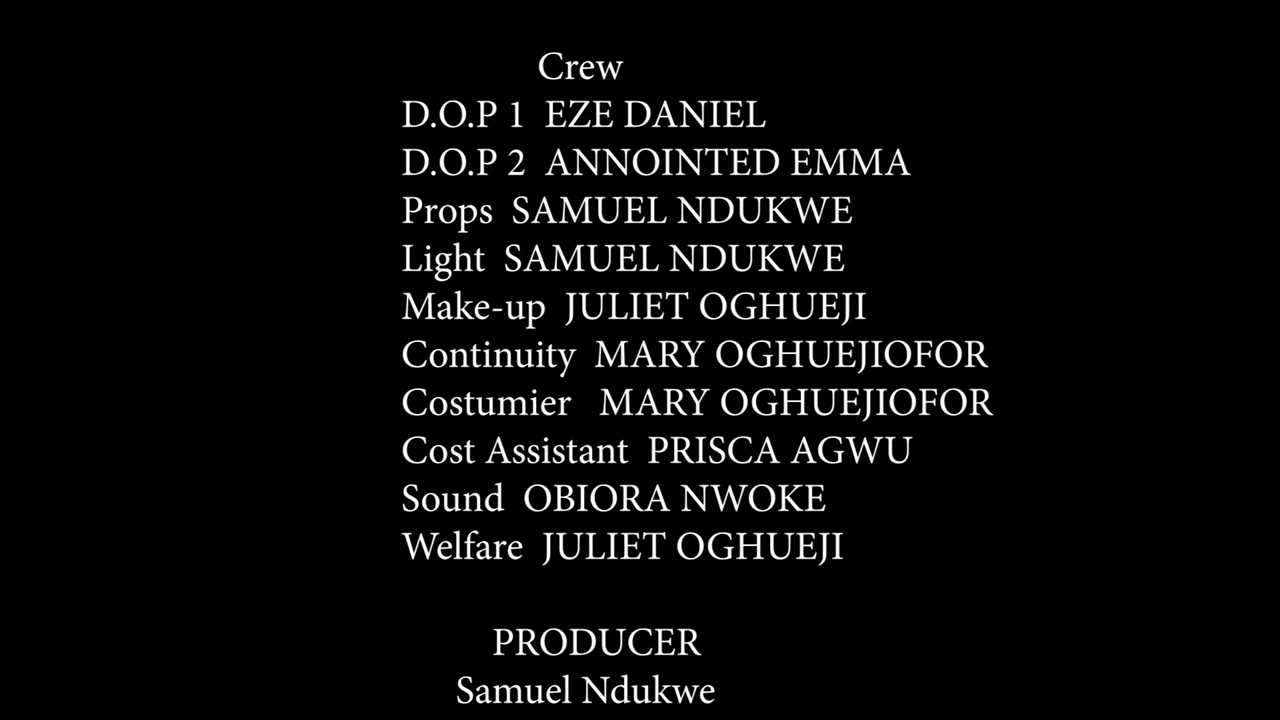 Crew
D.O.P 1 EZE DANIEL
D.O.P 2 ANNOINTED EMMA
Props SAMUEL NDUKWE
Light SAMUEL NDUKWE
Make-up JULIET OGHUEJI
Continuity MARY OGHUEJIOFOR
Costumier MARY OGHUEJIOFOR
Cost Assistant PRISCA AGWU
Sound OBIORA NWOKE
Welfare JULIET OGHUEJI
PRODUCER
Samuel Ndukwe